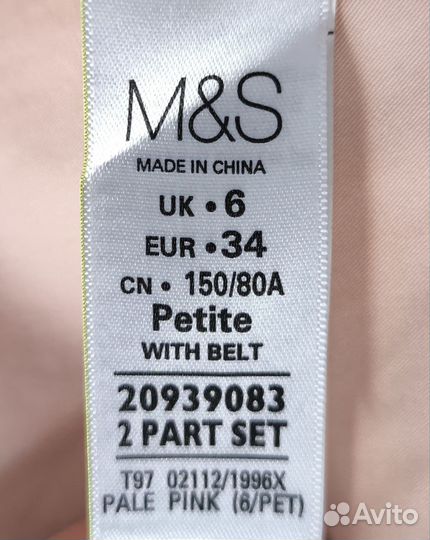 M&S
MADE IN CHINA
UK • 6
EUR • 34
CN • 150/80A
Petite
WITH BELT
20939083
2 PART SET
T97 02112/1996X
PALE PINK (6/PET)
Avito